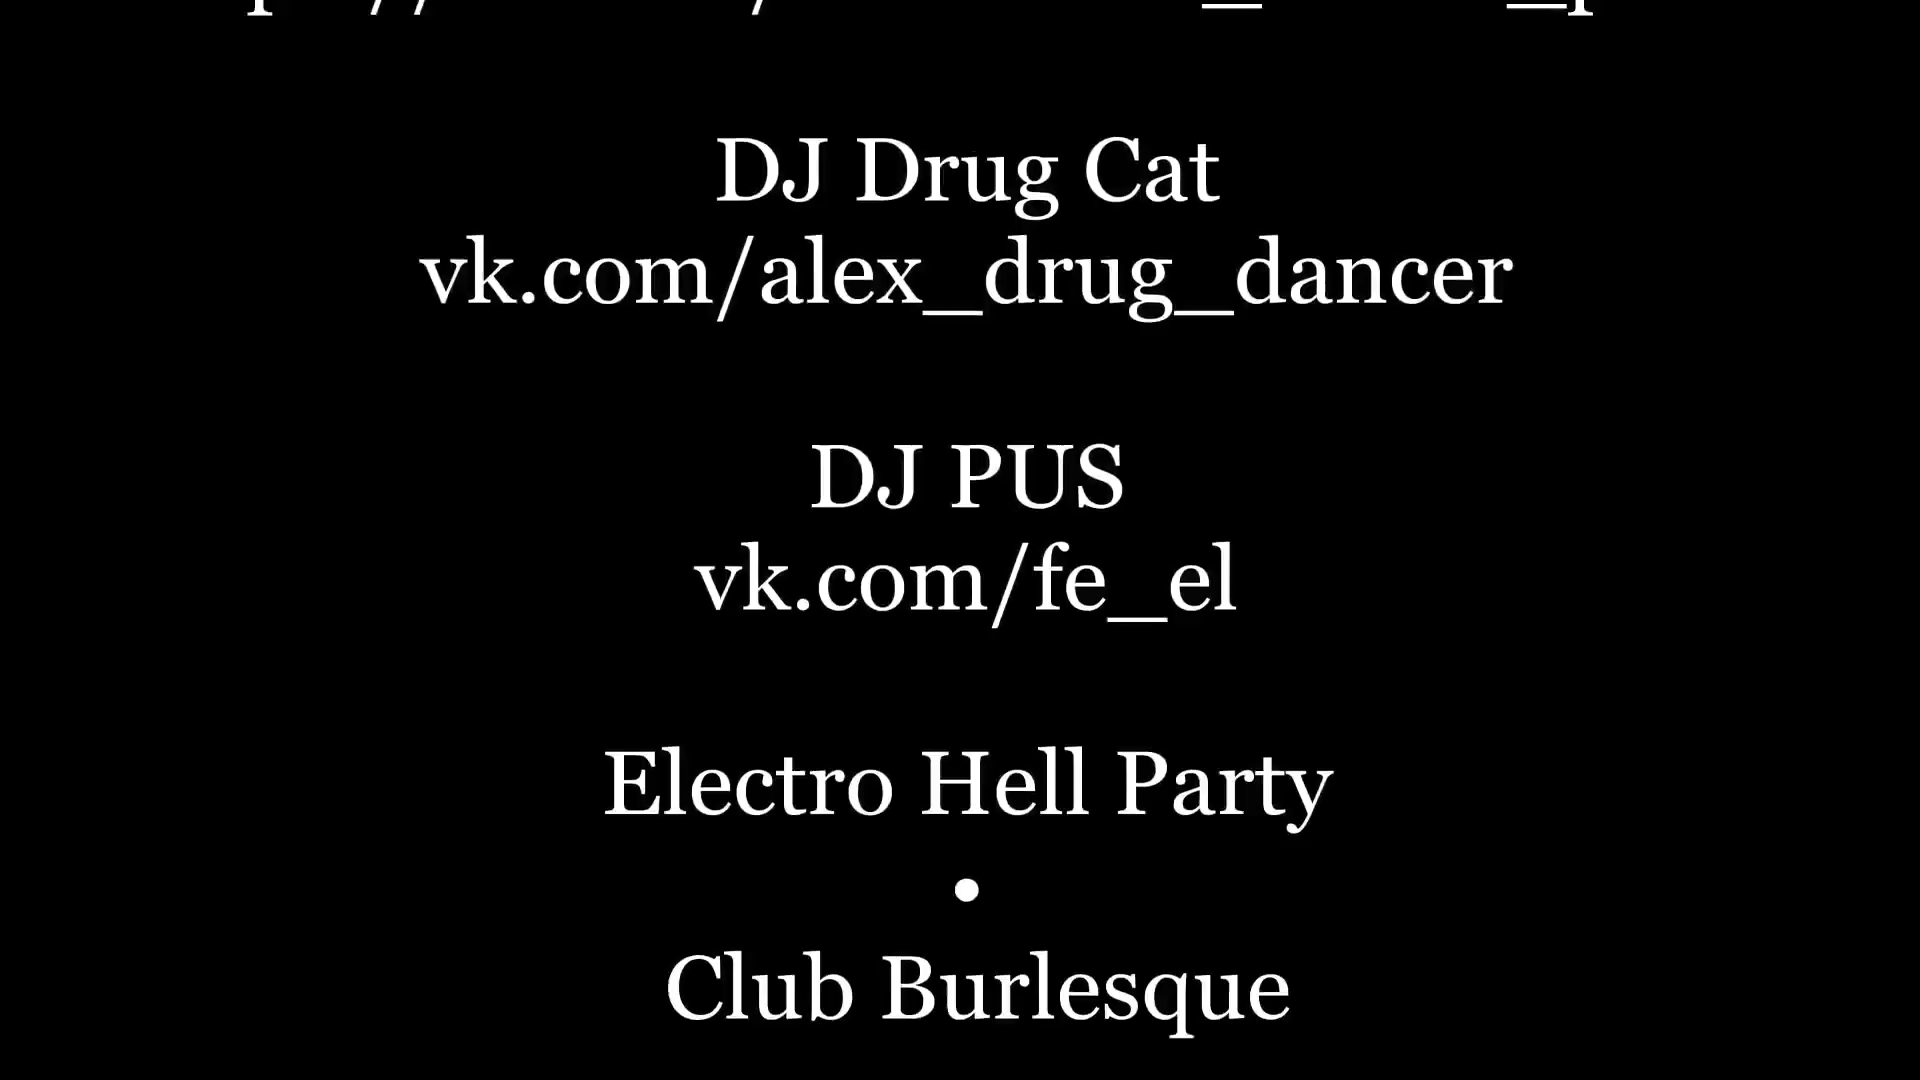 DJ Drug Cat
vk.com/alex_drug_dancer
DJ PUS
vk.com/fe_el
Electro Hell Party
•
Club Burlesque